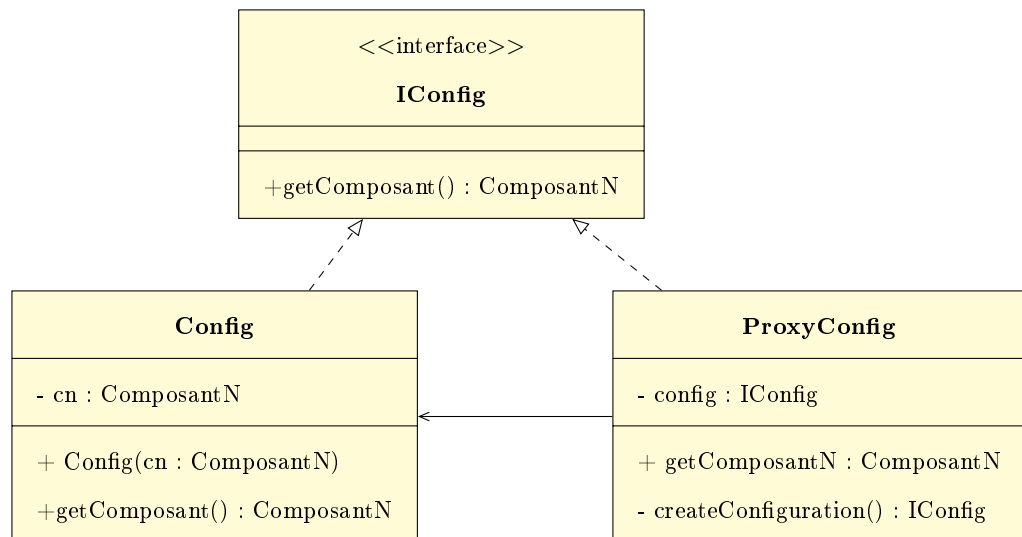 <<interface>>
IConfig
+getComposant() : ComposantN
Config
- cn : ComposantN
+ Config(cn : ComposantN)
+getComposant() : ComposantN
ProxyConfig
- config : IConfig
+ getComposantN : ComposantN
- createConfiguration() : IConfig